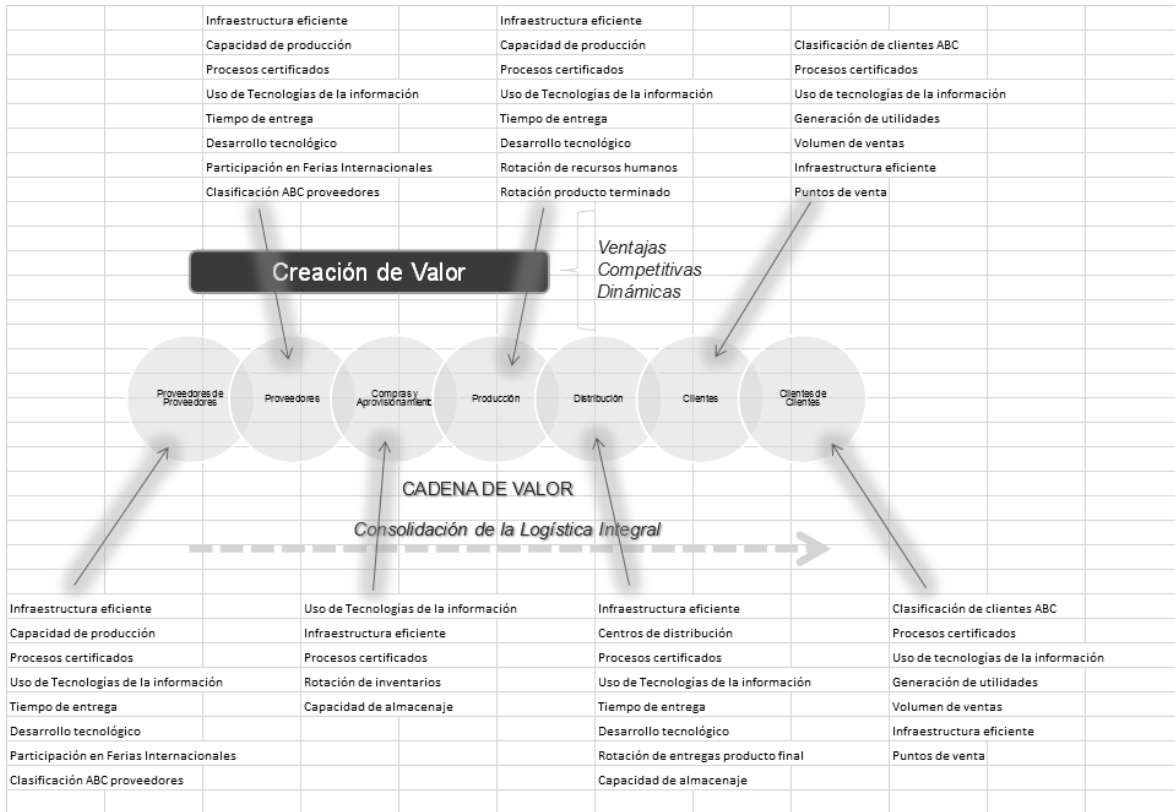 Infraestructura eficiente
Capacidad de producción
Procesos certificados
Uso de Tecnologías de la información
Tiempo de entrega
Desarrollo tecnológico
Participación en Ferias Internacionales
Clasificación ABC proveedores
Infraestructura eficiente
Capacidad de producción
Procesos certificados
Uso de Tecnologías de la información
Tiempo de entrega
Desarrollo tecnológico
Rotación de recursos humanos
Rotación producto terminado
Clasificación de clientes ABC
Procesos certificados
Uso de tecnologías de la información
Generación de utilidades
Volumen de ventas
Infraestructura eficiente
Puntos de venta
Creación de Valor
Ventajas
Competitivas
Dinámicas
Proveedores de
Proveedores
Proveedores
Compras y
Aprovisionamient
Producción
Distribución
Clientes
Clientes de
Clientes
CADENA DE VALOR
Consolidación de la Logística Integral
Infraestructura eficiente
Capacidad de producción
Procesos certificados
Uso de Tecnologías de la información
Tiempo de entrega
Desarrollo tecnológico
Participación en Ferias Internacionales
Clasificación ABC proveedores
Uso de Tecnologías de la información
Infraestructura eficiente
Procesos certificados
Rotación de inventarios
Capacidad de almacenaje
Infraestructura eficiente
Centros de distribución
Procesos certificados
Uso de Tecnologías de la información
Tiempo de entrega
Desarrollo tecnológico
Rotación de entregas producto final
Capacidad de almacenaje
Clasificación de clientes ABC
Procesos certificados
Uso de tecnologías de la información
Generación de utilidades
Volumen de ventas
Infraestructura eficiente
Puntos de venta